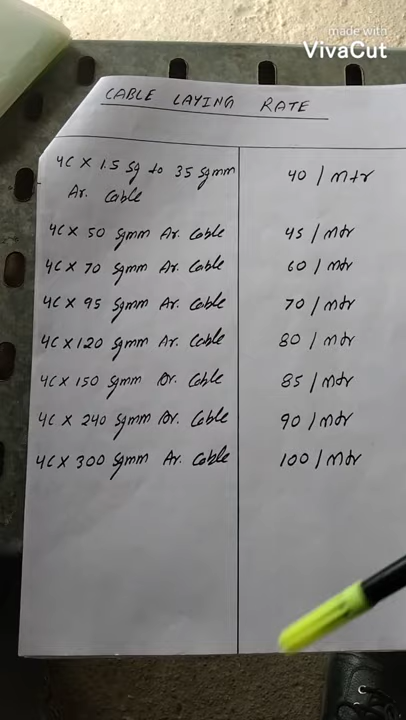 made with
VivaCut
CABLE LAYING RATE
4C X 1.5 Sq to 35 Sqmm
Ar. Cable 40 / Mtr
4C X 50 Sqmm Ar. Cable 45 / Mtr
4C X 70 Sqmm Ar. Cable 60 / Mtr
4C X 95 Sqmm Ar. Cable 70 / Mtr
4C X 120 Sqmm Ar. Cable 80 / Mtr
4C X 150 Sqmm Ar. Cable 85 / Mtr
4C X 240 Sqmm Ar. Cable 90 / Mtr
4C X 300 Sqmm Ar. Cable 100 / Mtr